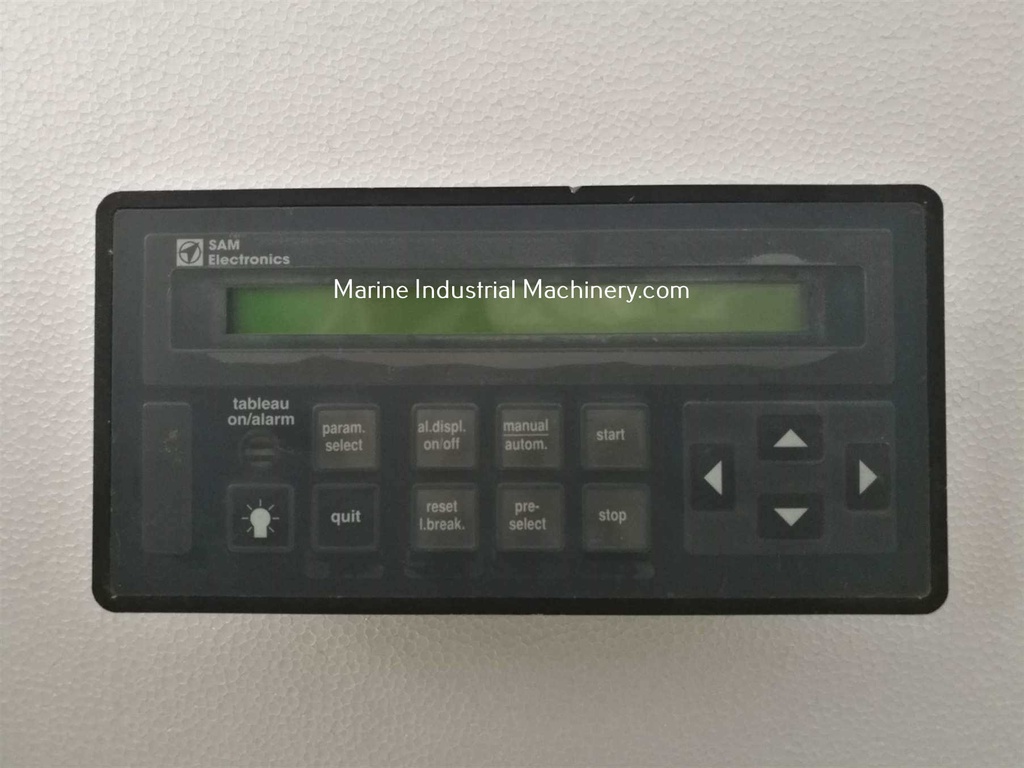 SAM
Electronics
Marine Industrial Machinery.com
tableau
on/alarm
param.
select
al.displ.
on/off
manual
autom.
start
quit
reset
l.break.
pre-
select
stop